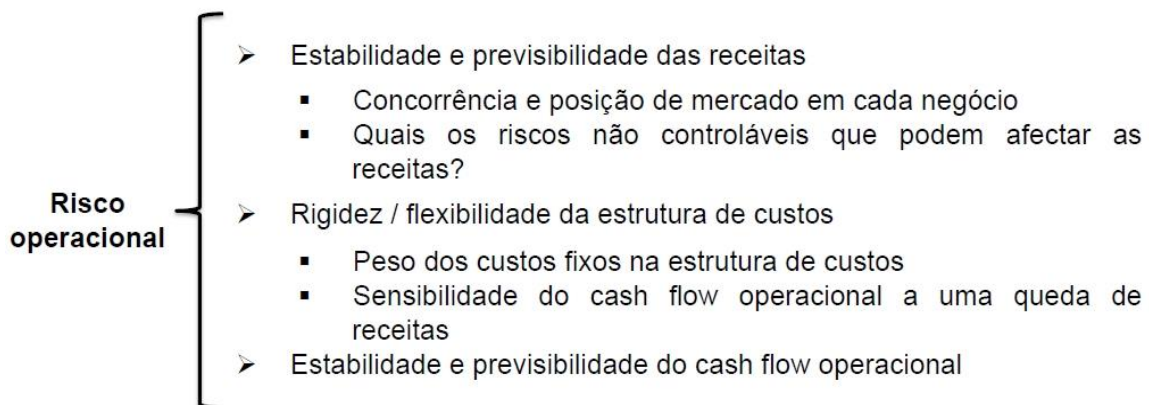 ➢ Estabilidade e previsibilidade das receitas
▪ Concorrência e posição de mercado em cada negócio
▪ Quais os riscos não controláveis que podem afectar as
receitas?
Risco
operacional
➢ Rigidez / flexibilidade da estrutura de custos
▪ Peso dos custos fixos na estrutura de custos
▪ Sensibilidade do cash flow operacional a uma queda de
receitas
➢ Estabilidade e previsibilidade do cash flow operacional